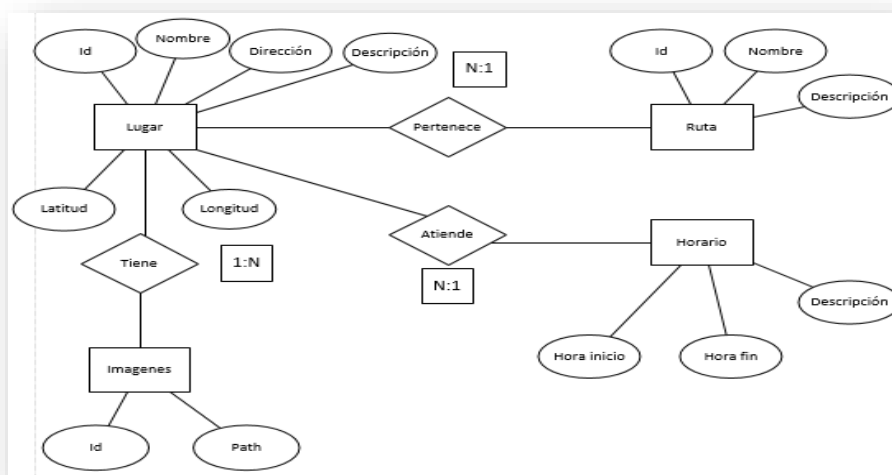 Id
Nombre
Dirección
Descripción
N:1
Id
Nombre
Descripción
Lugar
Pertenece
Ruta
Latitud
Longitud
Atiende
Horario
Tiene
1:N
N:1
Descripción
Hora inicio
Hora fin
Imagenes
Id
Path